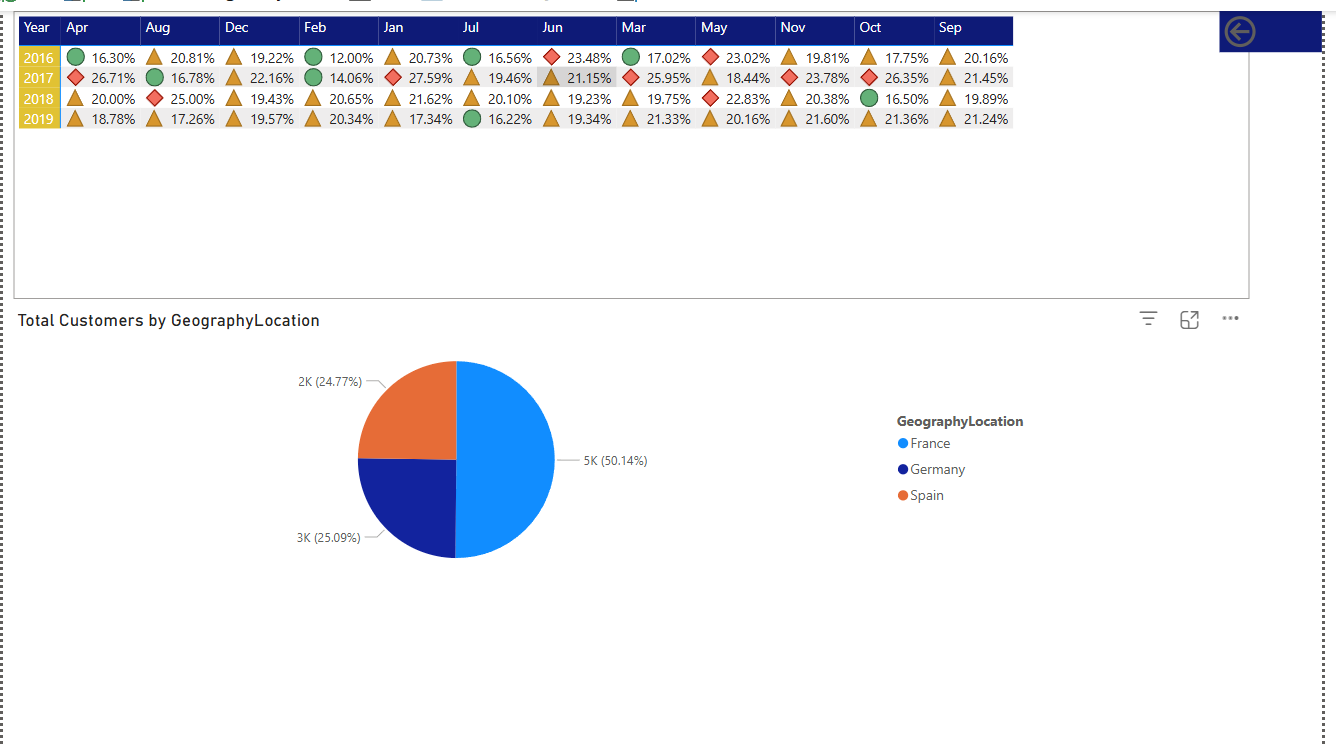 Year Apr Aug Dec Feb Jan Jul Jun Mar May Nov Oct Sep
2016 16.30% 20.81% 19.22% 12.00% 20.73% 16.56% 23.48% 17.02% 23.02% 19.81% 17.75% 20.16%
2017 26.71% 16.78% 22.16% 14.06% 27.59% 19.46% 21.15% 25.95% 18.44% 23.78% 26.35% 21.45%
2018 20.00% 25.00% 19.43% 20.65% 21.62% 20.10% 19.23% 19.75% 22.83% 20.38% 16.50% 19.89%
2019 18.78% 17.26% 19.57% 20.34% 17.34% 16.22% 19.34% 21.33% 20.16% 21.60% 21.36% 21.24%
Total Customers by GeographyLocation
2K (24.77%)
5K (50.14%)
3K (25.09%)
GeographyLocation
France
Germany
Spain